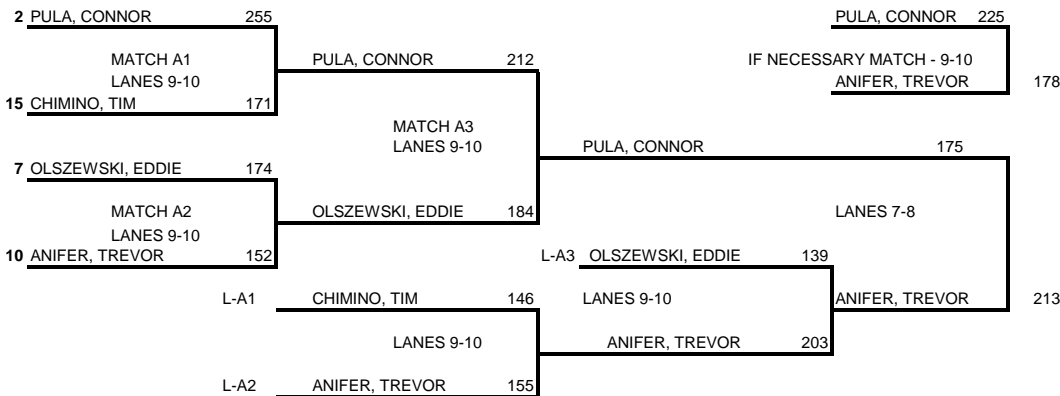 2 PULA, CONNOR 255 PULA, CONNOR 225
MATCH A1 PULA, CONNOR 212 IF NECESSARY MATCH - 9-10
LANES 9-10 ANIFER, TREVOR 178
15 CHIMINO, TIM 171
MATCH A3
LANES 9-10 PULA, CONNOR 175
7 OLSZEWSKI, EDDIE 174
MATCH A2 OLSZEWSKI, EDDIE 184 LANES 7-8
LANES 9-10
10 ANIFER, TREVOR 152 L-A3 OLSZEWSKI, EDDIE 139
L-A1 CHIMINO, TIM 146 LANES 9-10 ANIFER, TREVOR 213
LANES 9-10 ANIFER, TREVOR 203
L-A2 ANIFER, TREVOR 155